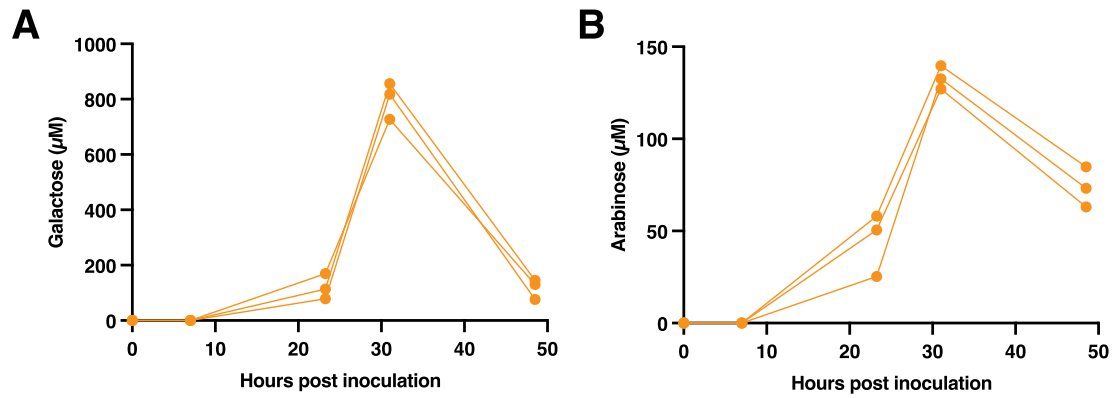 A
1000
800
600
400
200
0
Galactose (µM)
0 10 20 30 40 50
Hours post inoculation
B
150
100
50
0
Arabinose (µM)
0 10 20 30 40 50
Hours post inoculation